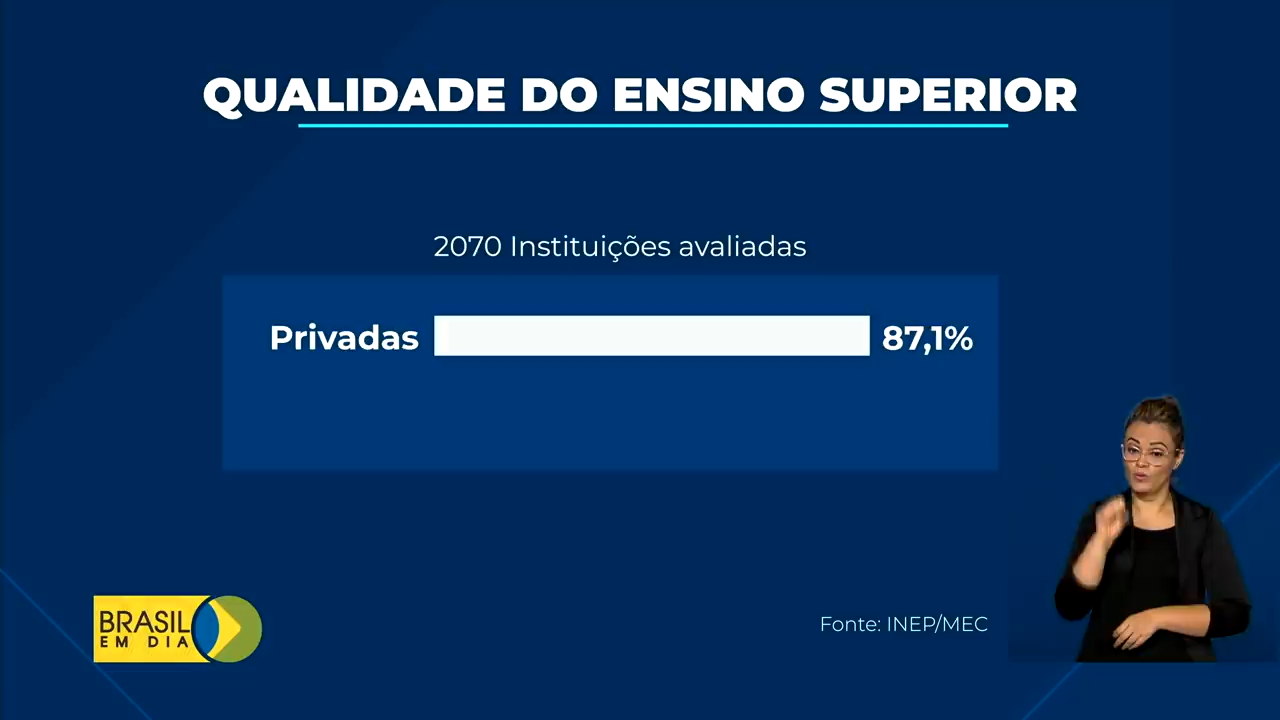 QUALIDADE DO ENSINO SUPERIOR
2070 Instituições avaliadas
Privadas 87,1%
BRASIL
EM DIA
Fonte: INEP/MEC